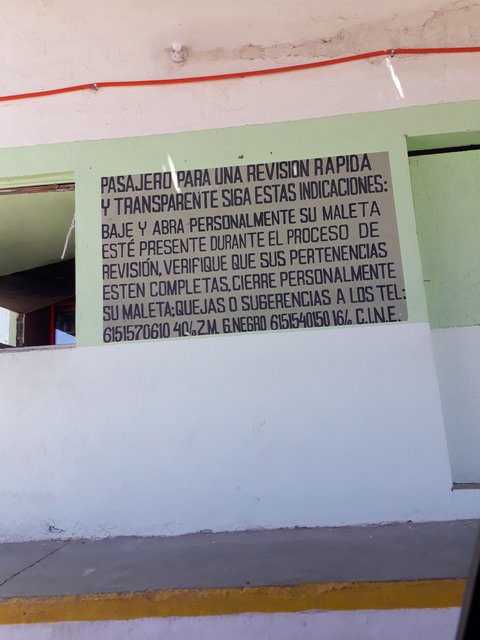 PASAJERO PARA UNA REVISION RAPIDA
Y TRANSPARENTE SIGA ESTAS INDICACIONES:
BAJE Y ABRA PERSONALMENTE SU MALETA
ESTÉ PRESENTE DURANTE EL PROCESO DE
REVISIÓN, VERIFIQUE QUE SUS PERTENENCIAS
ESTEN COMPLETAS, CIERRE PERSONALMENTE
SU MALETA; QUEJAS O SUGERENCIAS A LOS TEL:
6151570610 40/a Z.M. G. NEGRO 6151540150 16/a C.I.N.E.